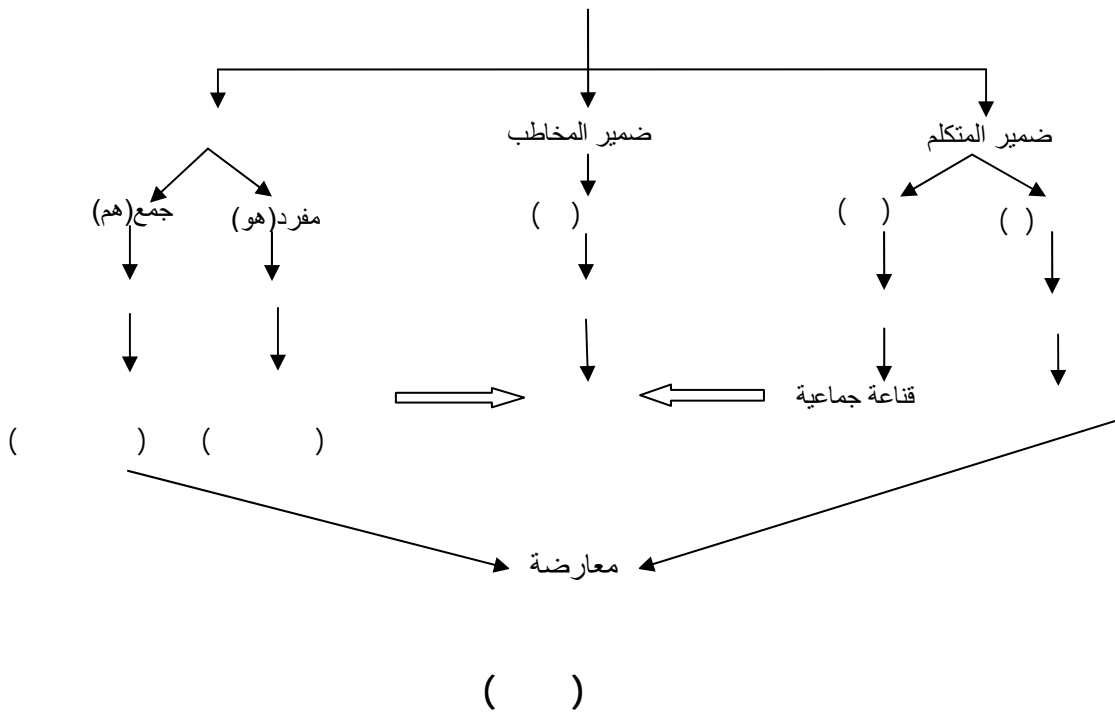 ضمير المتكلم ضمير المخاطب
( ) ( ) ( ) مفرد(هو) جمع(هم)
قناعة جماعية
( ) ( )
معارضة
( )